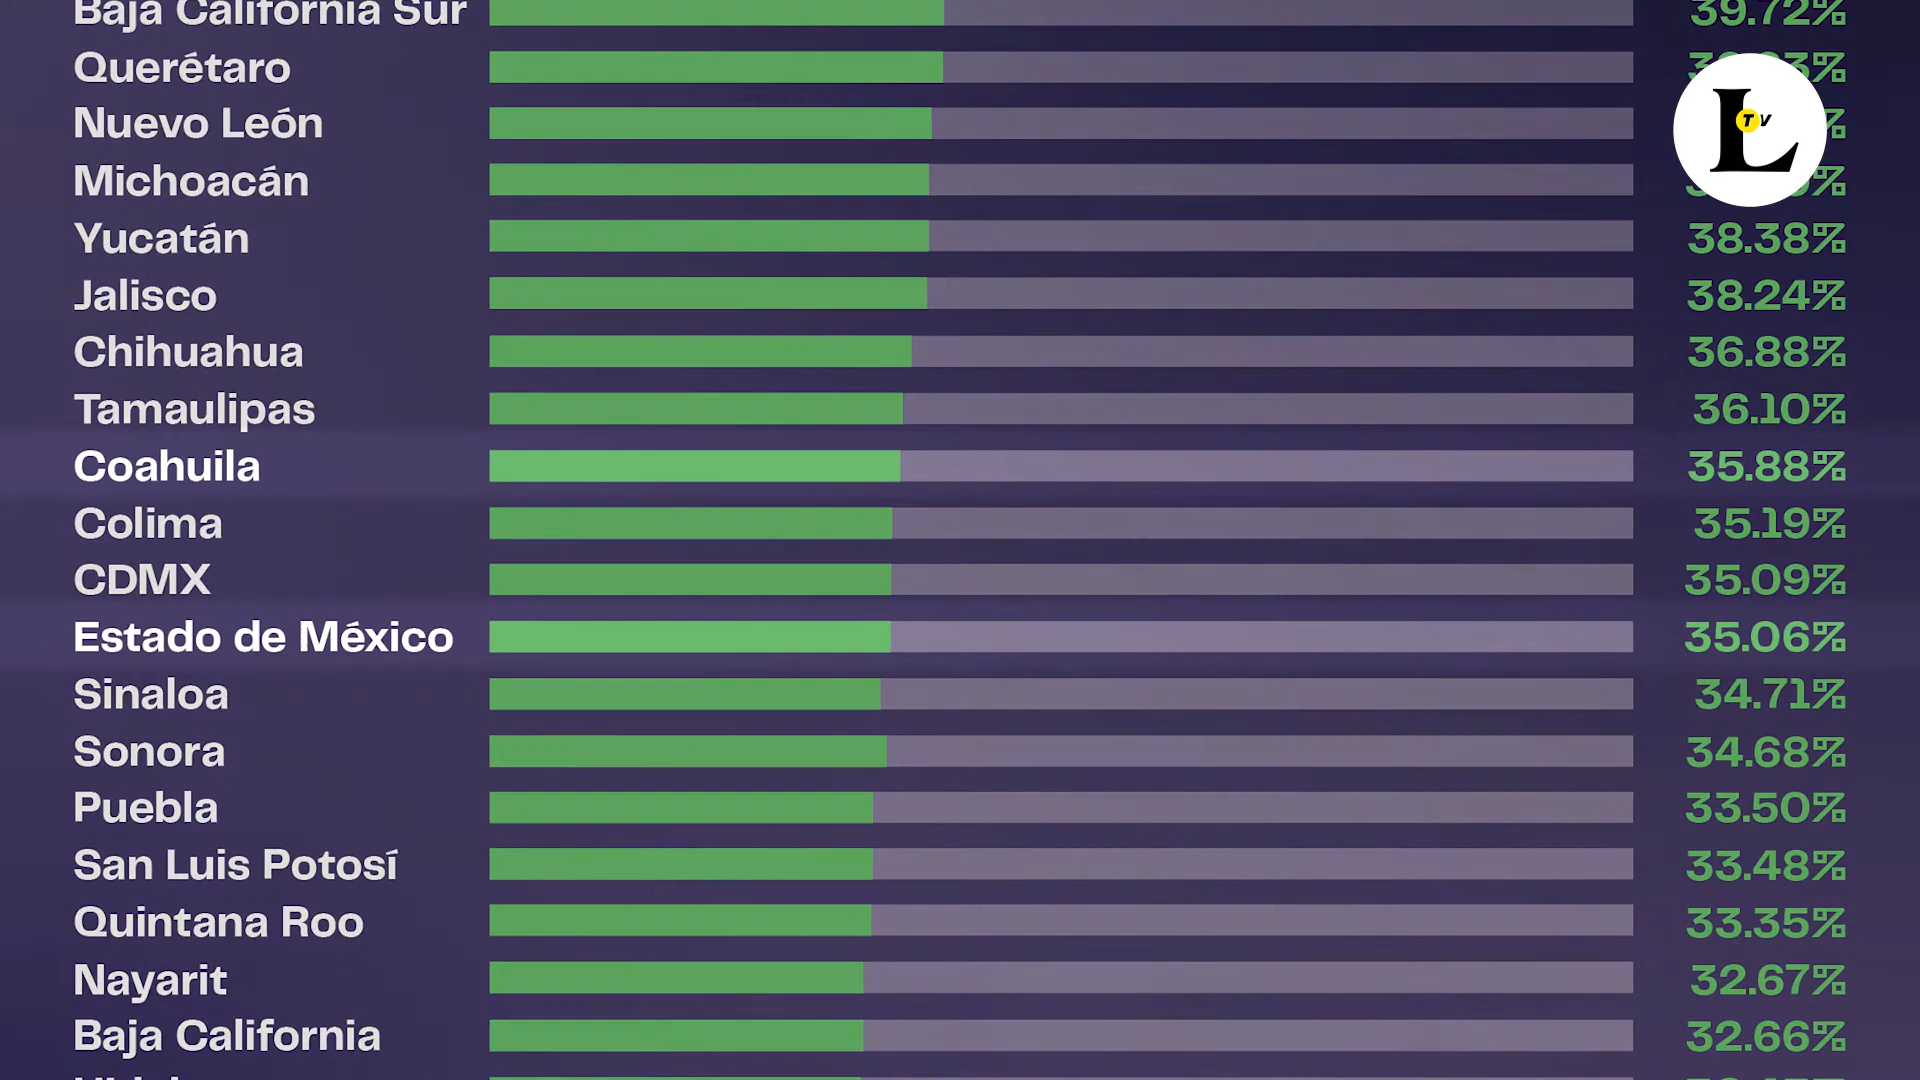 Baja California Sur 39.72%
Querétaro
Nuevo León
Michoacán
Yucatán 38.38%
Jalisco 38.24%
Chihuahua 36.88%
Tamaulipas 36.10%
Coahuila 35.88%
Colima 35.19%
CDMX 35.09%
Estado de México 35.06%
Sinaloa 34.71%
Sonora 34.68%
Puebla 33.50%
San Luis Potosí 33.48%
Quintana Roo 33.35%
Nayarit 32.67%
Baja California 32.66%
L TV